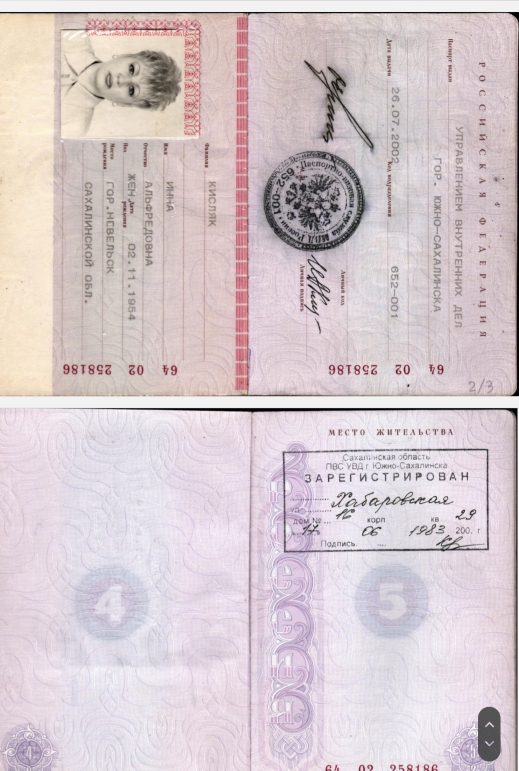 РОССИЙСКАЯ ФЕДЕРАЦИЯ
Паспорт выдан
УПРАВЛЕНИЕМ ВНУТРЕННИХ ДЕЛ
ГОР. ЮЖНО-САХАЛИНСКА
Дата выдачи 26.07.2002 Код подразделения 652-001
Личный код
Личная подпись
64 02 258186
2/3
Фамилия КИСЛЯК
Имя ИННА
Отчество АЛЬФРЕДОВНА
Пол ЖЕН. Дата рождения 02.11.1954
Место рождения ГОР.НЕВЕЛЬСК
САХАЛИНСКОЙ ОБЛ.
64 02 258186
МЕСТО ЖИТЕЛЬСТВА
Сахалинская область
ПВС УВД г. Южно-Сахалинска
ЗАРЕГИСТРИРОВАН
Хабаровская
дом № корп кв 29
17 06 1983 200. г
Подпись
4
5
64 02 258186